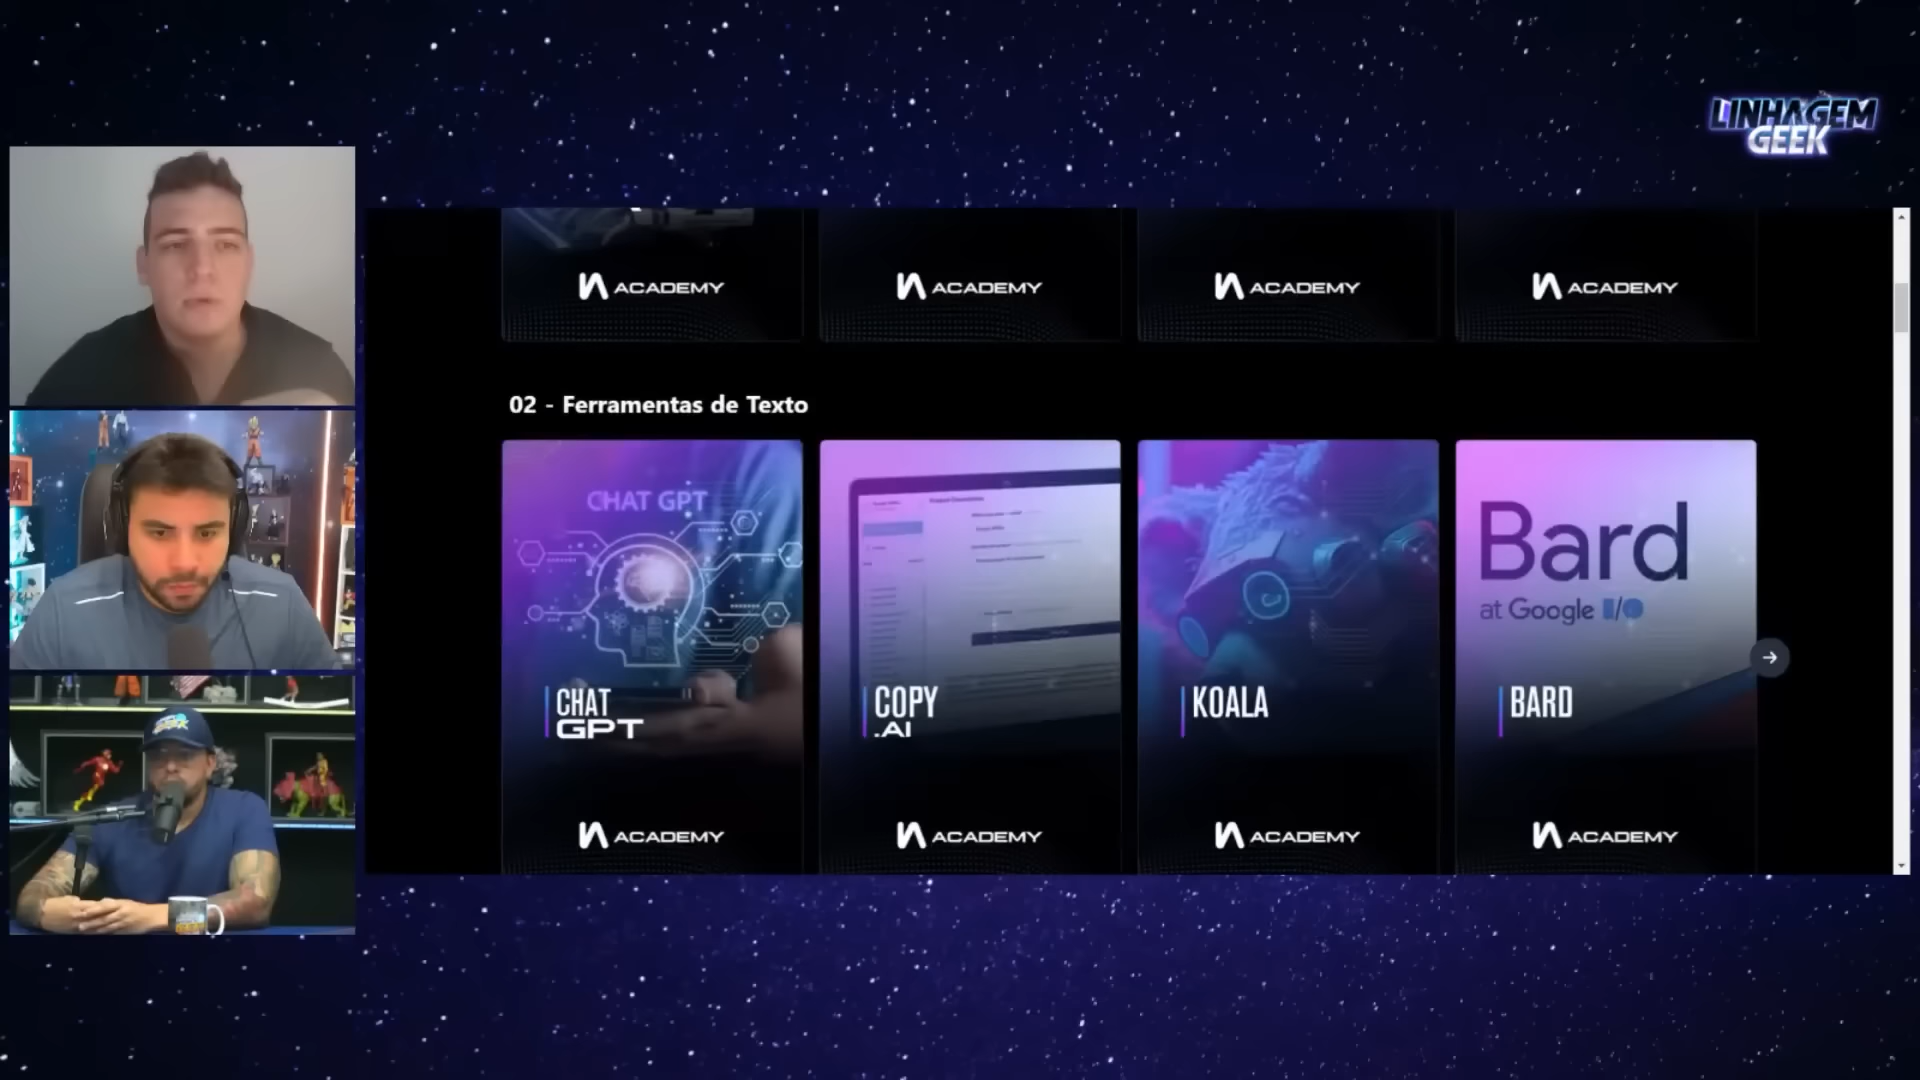 LINHAGEM
GEEK
ACADEMY
ACADEMY
ACADEMY
ACADEMY
02 - Ferramentas de Texto
CHAT GPT
Bard
at Google I/O
CHAT
GPT
COPY
.AI
KOALA
BARD
ACADEMY
ACADEMY
ACADEMY
ACADEMY